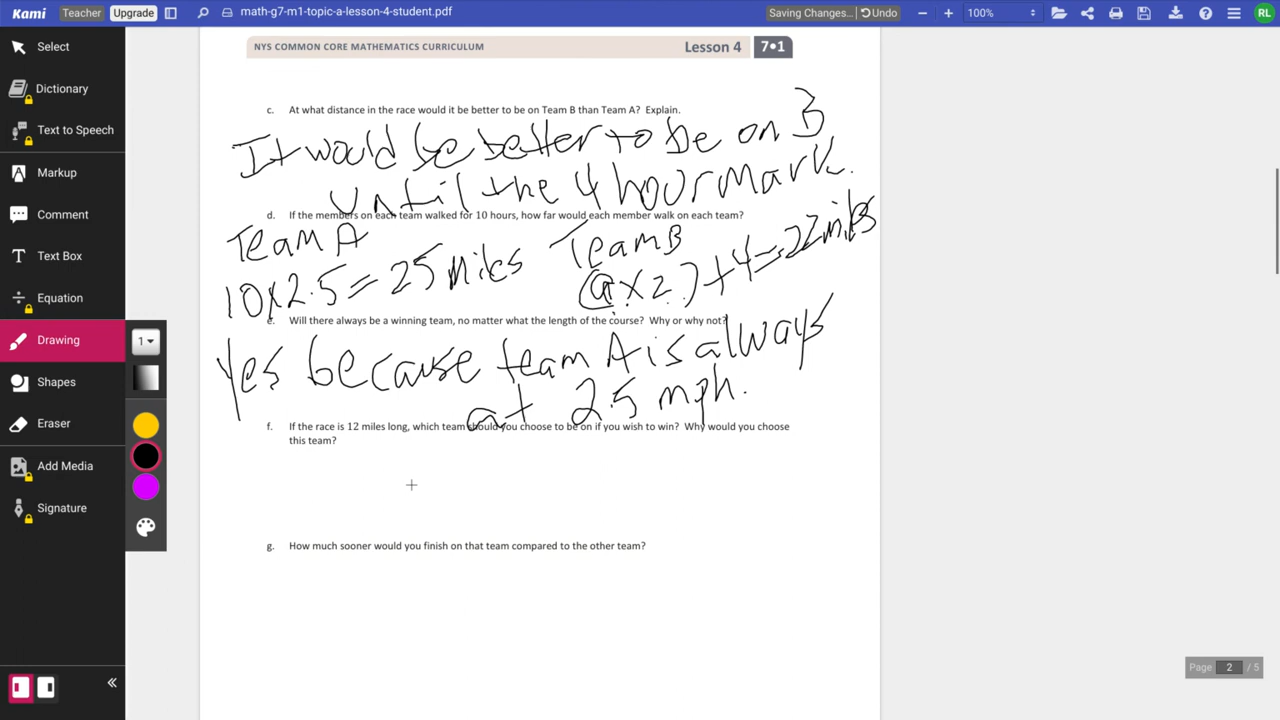 Kami
Teacher
Upgrade
math-g7-m1-topic-a-lesson-4-student.pdf
Saving Changes...
Undo
100%
RL
Select
Dictionary
Text to Speech
Markup
Comment
Text Box
Equation
Drawing
Shapes
Eraser
Add Media
Signature
1
NYS COMMON CORE MATHEMATICS CURRICULUM
Lesson 4
7•1
c. At what distance in the race would it be better to be on Team B than Team A? Explain.
It would be better to be on B
until the 4 hour mark.
d. If the members on each team walked for 10 hours, how far would each member walk on each team?
Team A
10x2.5=25 miles
Team B
(9x2)+4=22 miles
e. Will there always be a winning team, no matter what the length of the course? Why or why not?
Yes because team A is always
at 2.5 mph.
f. If the race is 12 miles long, which team should you choose to be on if you wish to win? Why would you choose
this team?
g. How much sooner would you finish on that team compared to the other team?
Page 2 / 5